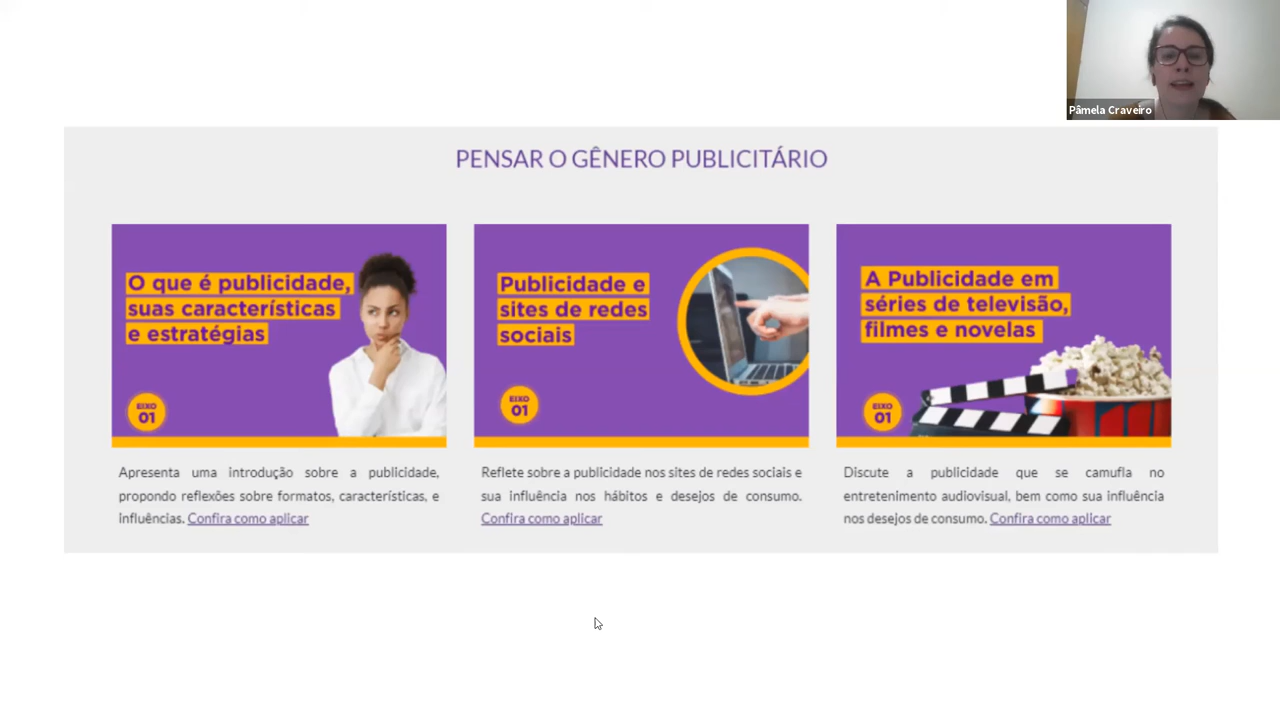 Pâmela Craveiro
PENSAR O GÊNERO PUBLICITÁRIO
O que é publicidade,
suas características
e estratégias
EIXO
01
Apresenta uma introdução sobre a publicidade,
propondo reflexões sobre formatos, características, e
influências. Confira como aplicar
Publicidade e
sites de redes
sociais
EIXO
01
Reflete sobre a publicidade nos sites de redes sociais e
sua influência nos hábitos e desejos de consumo.
Confira como aplicar
A Publicidade em
séries de televisão,
filmes e novelas
EIXO
01
Discute a publicidade que se camufla no
entretenimento audiovisual, bem como sua influência
nos desejos de consumo. Confira como aplicar